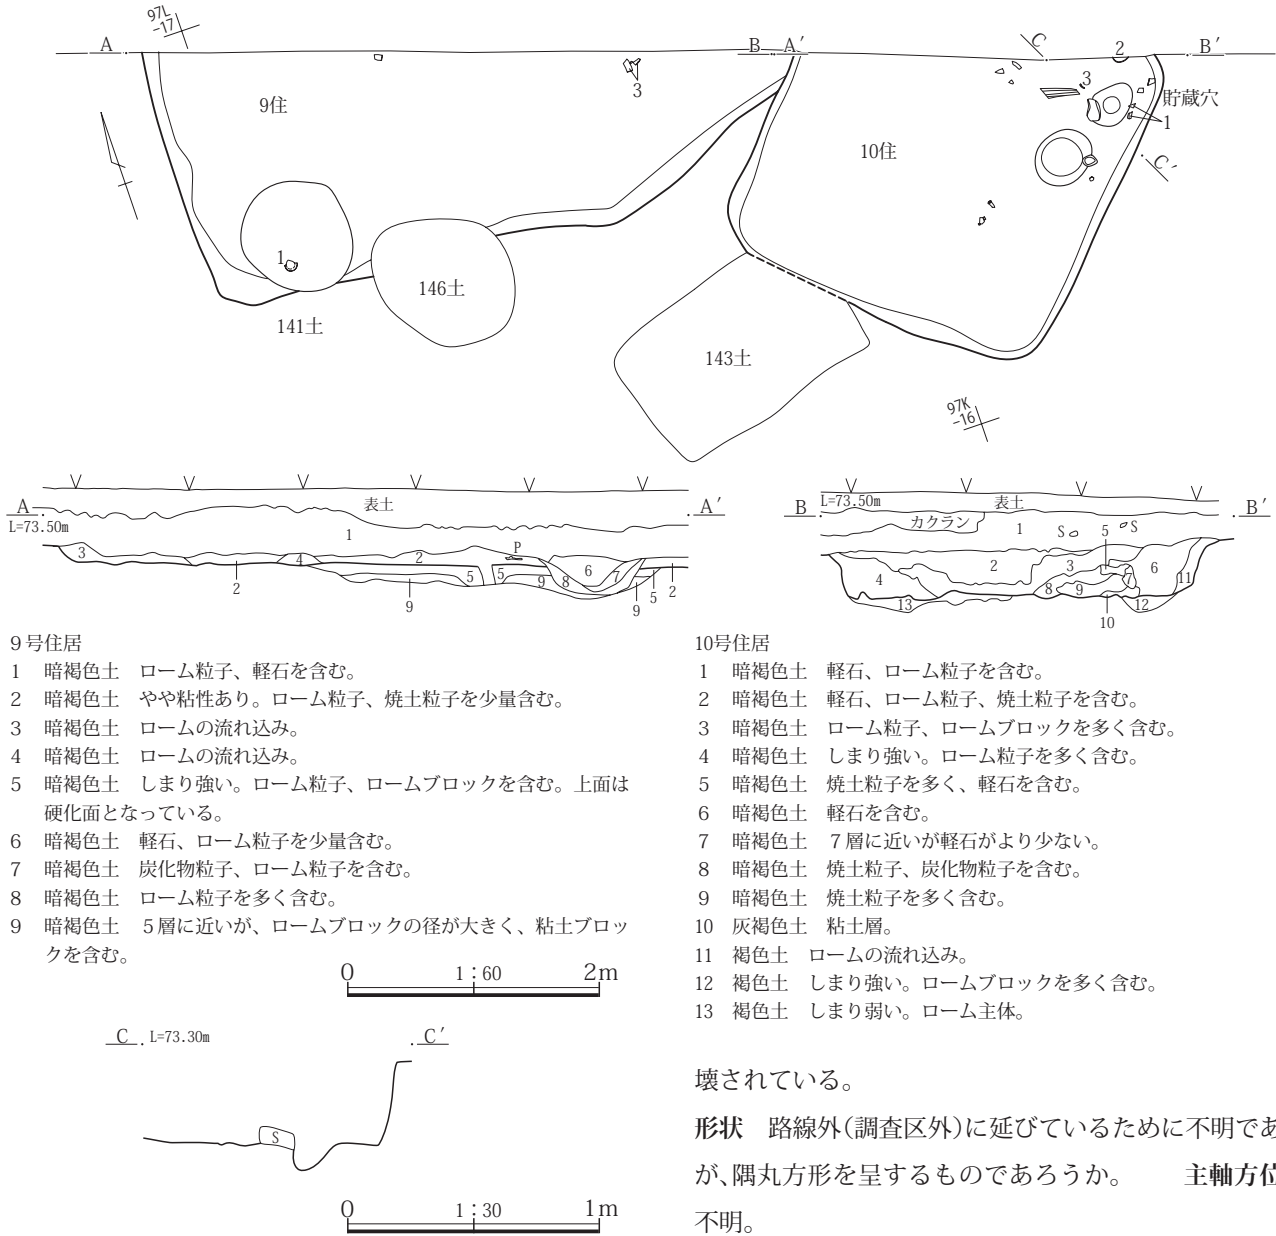 97L
-17
A
B
A′
C
2
B′
3
3
貯蔵穴
1
9住
10住
C′
1
146土
141土
143土
97K
-16
A
L=73.50m
表土
A′
1
3
4
2
P
5
5
9
8
6
7
2
9
9
5
2
B
L=73.50m
表土
B′
カクラン
1
S
5
S
4
2
3
7
6
11
8
9
13
12
10
9号住居
1 暗褐色土 ローム粒子、軽石を含む。
2 暗褐色土 やや粘性あり。ローム粒子、焼土粒子を少量含む。
3 暗褐色土 ロームの流れ込み。
4 暗褐色土 ロームの流れ込み。
5 暗褐色土 しまり強い。ローム粒子、ロームブロックを含む。上面は
硬化面となっている。
6 暗褐色土 軽石、ローム粒子を少量含む。
7 暗褐色土 炭化物粒子、ローム粒子を含む。
8 暗褐色土 ローム粒子を多く含む。
9 暗褐色土 5層に近いが、ロームブロックの径が大きく、粘土ブロッ
クを含む。
0 1:60 2m
C L=73.30m C′
S
0 1:30 1m
10号住居
1 暗褐色土 軽石、ローム粒子を含む。
2 暗褐色土 軽石、ローム粒子、焼土粒子を含む。
3 暗褐色土 ローム粒子、ロームブロックを多く含む。
4 暗褐色土 しまり強い。ローム粒子を多く含む。
5 暗褐色土 焼土粒子を多く、軽石を含む。
6 暗褐色土 軽石を含む。
7 暗褐色土 7層に近いが軽石がより少ない。
8 暗褐色土 焼土粒子、炭化物粒子を含む。
9 暗褐色土 焼土粒子を多く含む。
10 灰褐色土 粘土層。
11 褐色土 ロームの流れ込み。
12 褐色土 しまり強い。ロームブロックを多く含む。
13 褐色土 しまり弱い。ローム主体。
壊されている。
形状 路線外(調査区外)に延びているために不明であ
が、隅丸方形を呈するものであろうか。 主軸方位
不明。